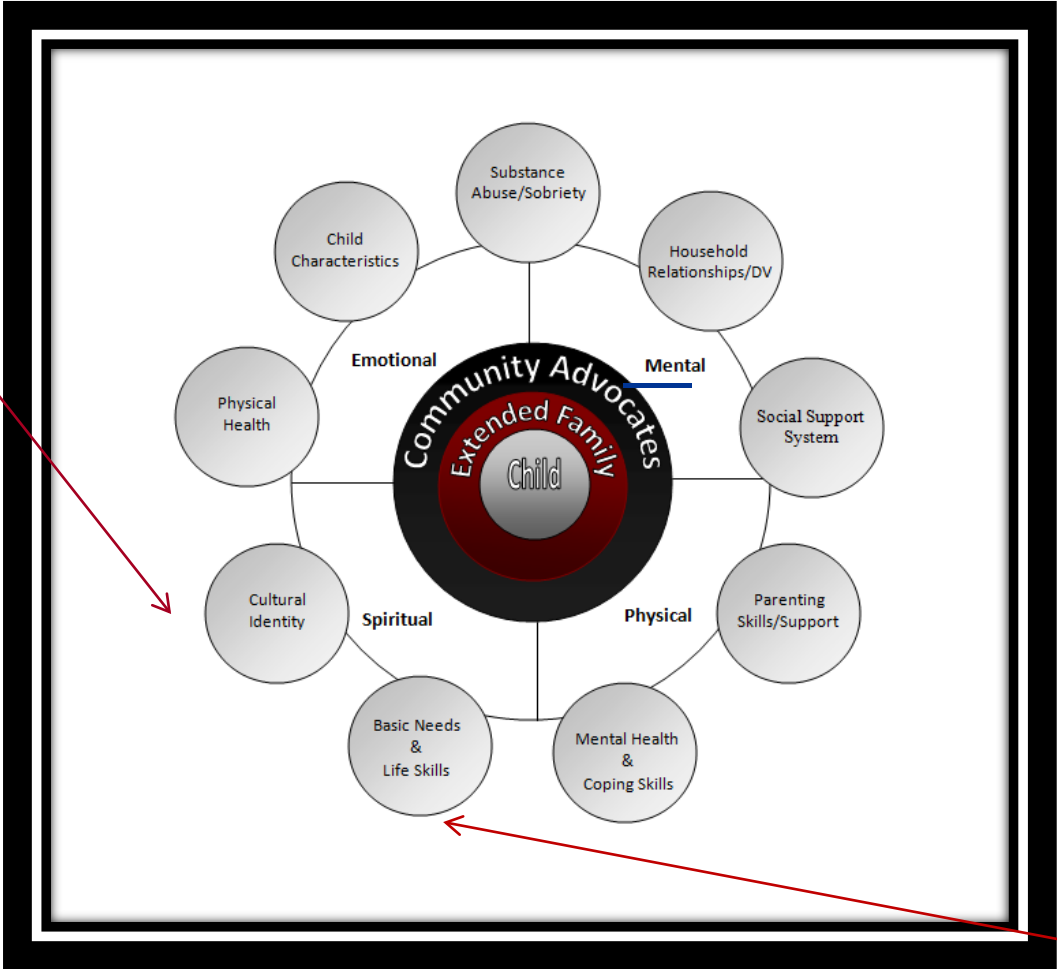 Substance
Abuse/Sobriety
Child
Characteristics
Household
Relationships/DV
Emotional
Mental
Community Advocates
Extended Family
Child
Physical
Health
Social Support
System
Cultural
Identity
Spiritual
Physical
Parenting
Skills/Support
Basic Needs
&
Life Skills
Mental Health
&
Coping Skills